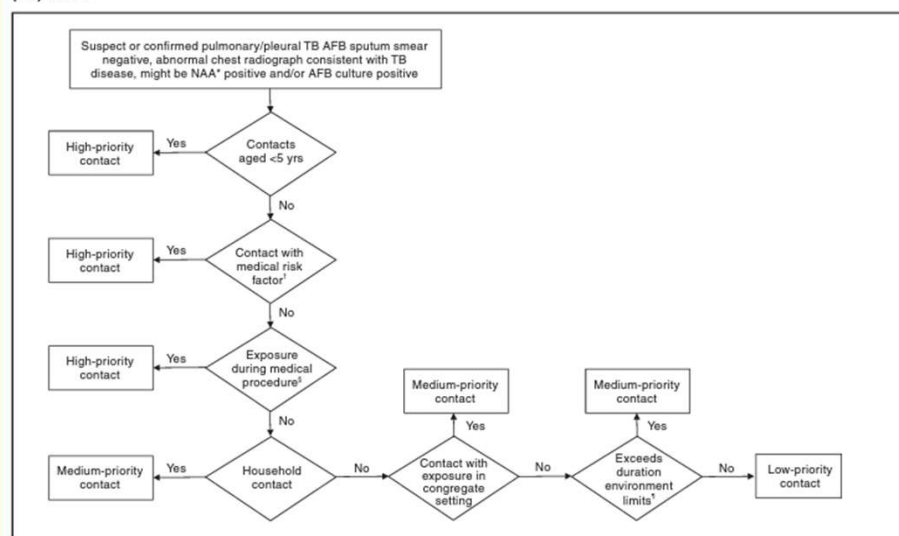 Suspect or confirmed pulmonary/pleural TB AFB sputum smear
negative, abnormal chest radiograph consistent with TB
disease, might be NAA* positive and/or AFB culture positive
High-priority
contact
Yes
Contacts
aged <5 yrs
No
High-priority
contact
Yes
Contact with
medical risk
factor†
No
High-priority
contact
Yes
Exposure
during medical
procedure§
No
Medium-priority
contact
Medium-priority
contact
Yes
Yes
Medium-priority
contact
Yes
Household
contact
No
Contact with
exposure in
congregate
setting
No
Exceeds
duration
environment
limits¶
No
Low-priority
contact